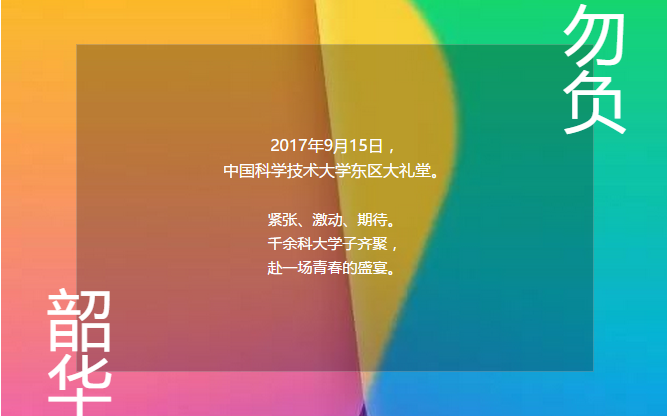 勿负
2017年9月15日，
中国科学技术大学东区大礼堂。
紧张、激动、期待。
千余科大学子齐聚，
赴一场青春的盛宴。
韶华